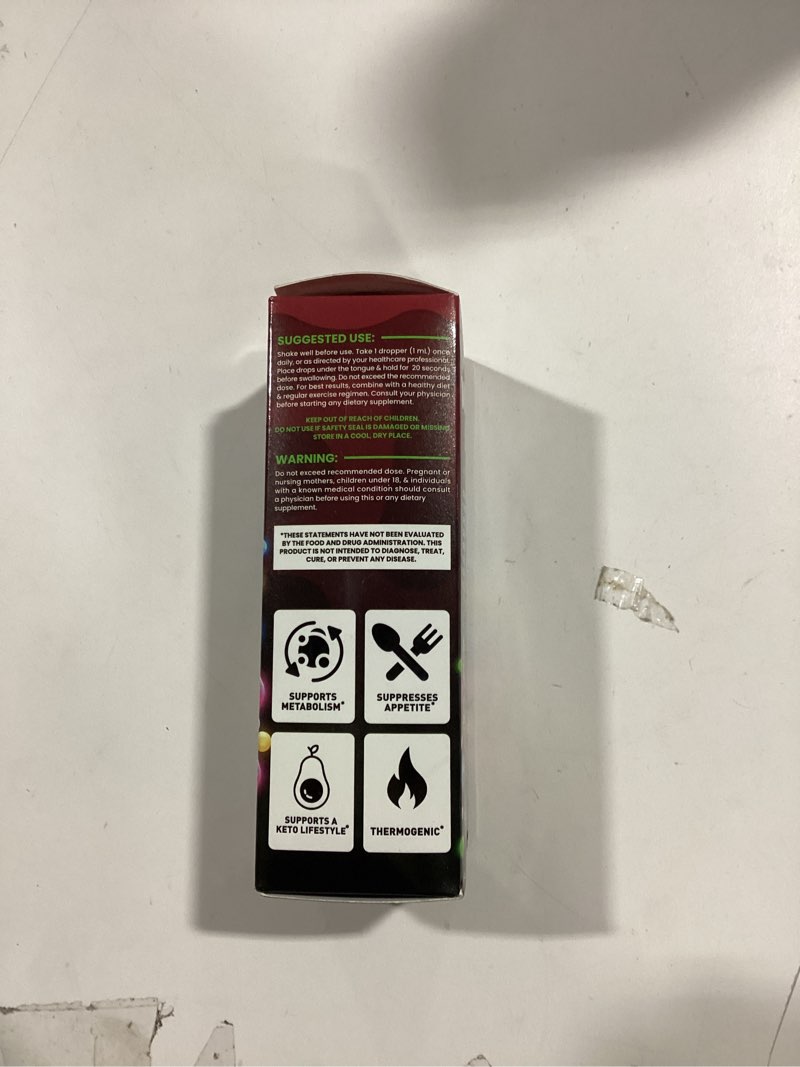 SUGGESTED USE:
Shake well before use. Take 1 dropper (1 mL) once
daily, or as directed by your healthcare professional.
Place drops under the tongue & hold for 20 seconds
before swallowing. Do not exceed the recommended
dose. For best results, combine with a healthy diet
& regular exercise regimen. Consult your physician
before starting any dietary supplement.
KEEP OUT OF REACH OF CHILDREN.
DO NOT USE IF SAFETY SEAL IS DAMAGED OR MISSING.
STORE IN A COOL, DRY PLACE.
WARNING:
Do not exceed recommended dose. Pregnant or
nursing mothers, children under 18, & individuals
with a known medical condition should consult
a physician before using this or any dietary
supplement.
*THESE STATEMENTS HAVE NOT BEEN EVALUATED
BY THE FOOD AND DRUG ADMINISTRATION. THIS
PRODUCT IS NOT INTENDED TO DIAGNOSE, TREAT,
CURE, OR PREVENT ANY DISEASE.
SUPPORTS
METABOLISM*
SUPPRESSES
APPETITE*
SUPPORTS A
KETO LIFESTYLE*
THERMOGENIC*